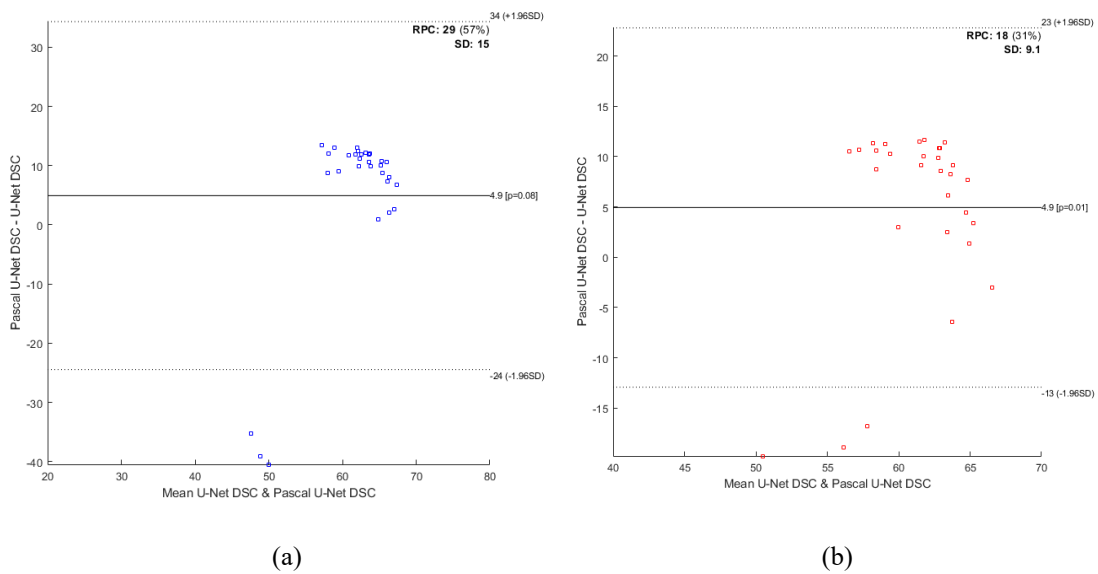 34 (+1.96SD)
RPC: 29 (57%)
SD: 15
30
20
10
0
-10
-20
-30
-40
4.9 [p=0.08]
-24 (-1.96SD)
20 30 40 50 60 70 80
Pascal U-Net DSC - U-Net DSC
Mean U-Net DSC & Pascal U-Net DSC
(a)
23 (+1.96SD)
RPC: 18 (31%)
SD: 9.1
20
15
10
5
0
-5
-10
-15
4.9 [p=0.01]
-13 (-1.96SD)
40 45 50 55 60 65 70
Pascal U-Net DSC - U-Net DSC
Mean U-Net DSC & Pascal U-Net DSC
(b)